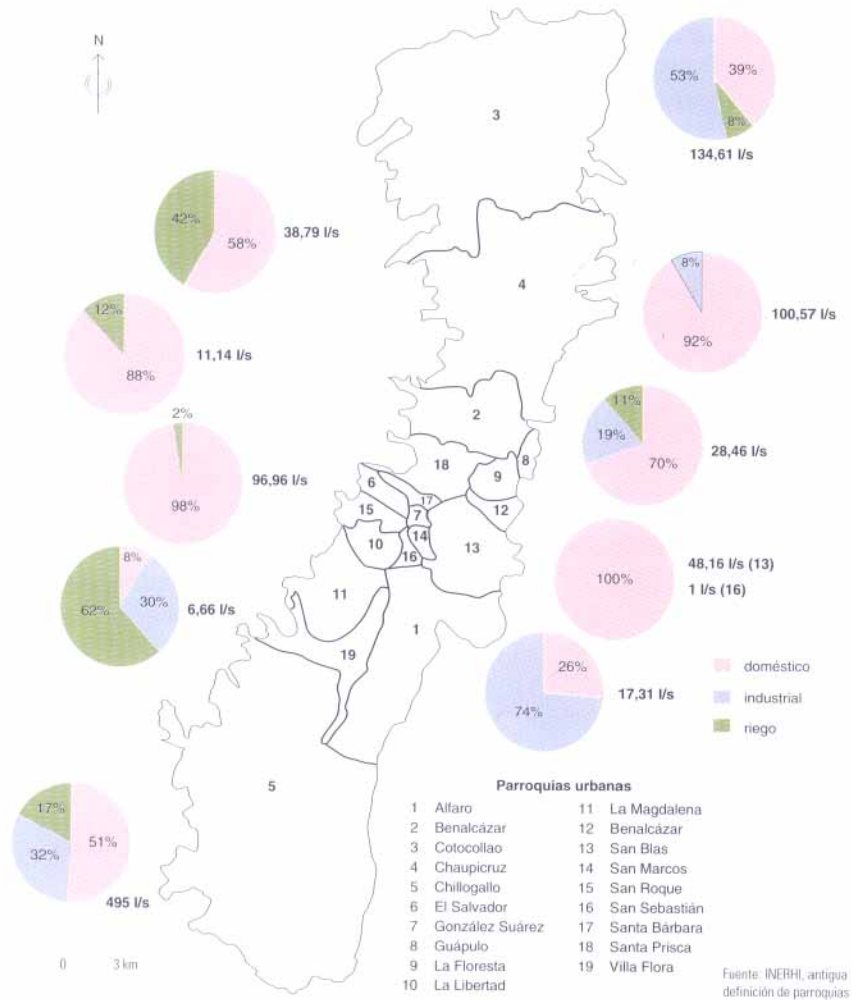 N
3
53%
39%
8%
134,61 l/s
42%
58%
38,79 l/s
4
8%
92%
100,57 l/s
12%
88%
11,14 l/s
2
11%
19%
70%
28,46 l/s
2%
98%
96,96 l/s
18
9
8
6
17
15
7
12
14
10
16
13
100%
48,16 l/s (13)
1 l/s (16)
8%
62%
30%
6,66 l/s
11
1
19
26%
74%
17,31 l/s
doméstico
industrial
riego
5
17%
32%
51%
495 l/s
Parroquias urbanas
1 Alfaro
2 Benalcázar
3 Cotocollao
4 Chaupicruz
5 Chillogallo
6 El Salvador
7 González Suárez
8 Guápulo
9 La Floresta
10 La Libertad
11 La Magdalena
12 Benalcázar
13 San Blas
14 San Marcos
15 San Roque
16 San Sebastián
17 Santa Bárbara
18 Santa Prisca
19 Villa Flora
0 3 km
Fuente: INERHI, antigua
definición de parroquias